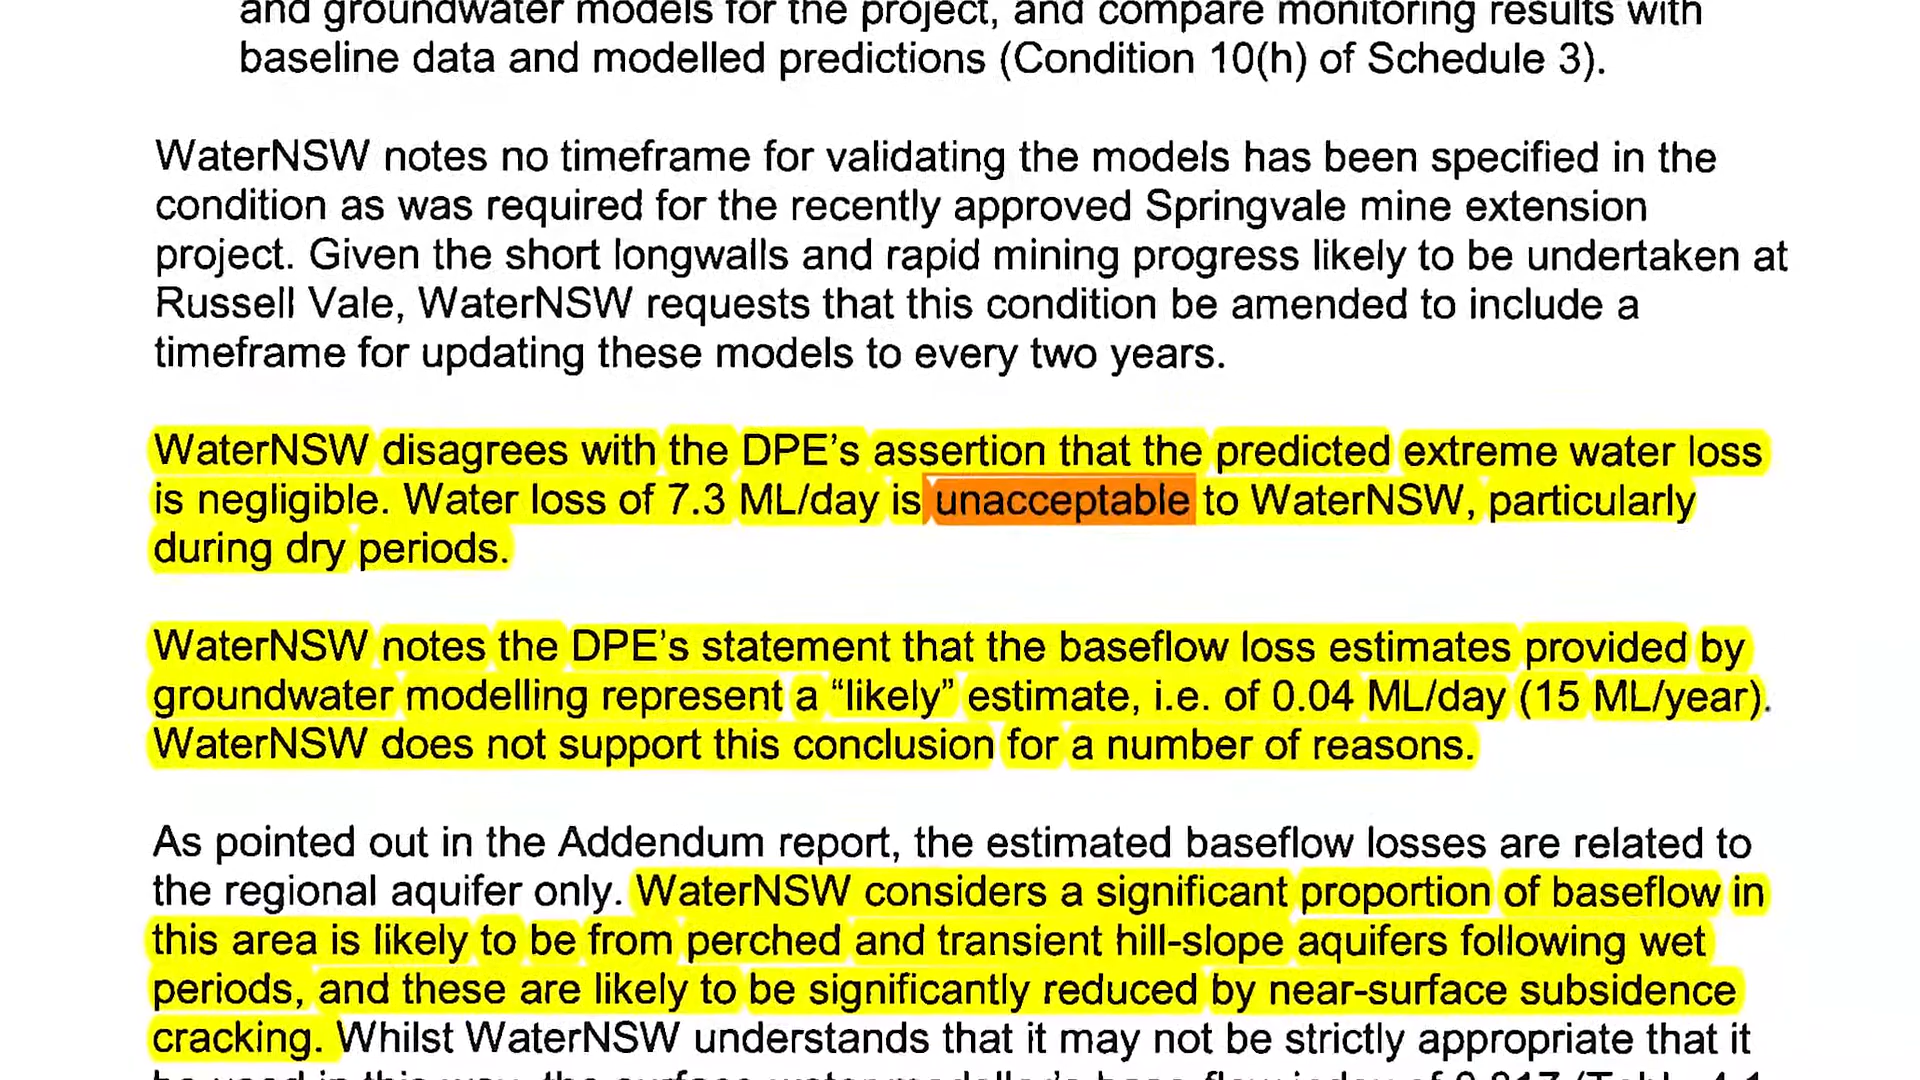 and groundwater models for the project, and compare monitoring results with
baseline data and modelled predictions (Condition 10(h) of Schedule 3).
WaterNSW notes no timeframe for validating the models has been specified in the
condition as was required for the recently approved Springvale mine extension
project. Given the short longwalls and rapid mining progress likely to be undertaken at
Russell Vale, WaterNSW requests that this condition be amended to include a
timeframe for updating these models to every two years.
WaterNSW disagrees with the DPE's assertion that the predicted extreme water loss
is negligible. Water loss of 7.3 ML/day is unacceptable to WaterNSW, particularly
during dry periods.
WaterNSW notes the DPE's statement that the baseflow loss estimates provided by
groundwater modelling represent a “likely” estimate, i.e. of 0.04 ML/day (15 ML/year).
WaterNSW does not support this conclusion for a number of reasons.
As pointed out in the Addendum report, the estimated baseflow losses are related to
the regional aquifer only. WaterNSW considers a significant proportion of baseflow in
this area is likely to be from perched and transient hill-slope aquifers following wet
periods, and these are likely to be significantly reduced by near-surface subsidence
cracking. Whilst WaterNSW understands that it may not be strictly appropriate that it